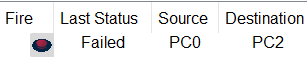 Fire Last Status Source Destination
Failed PC0 PC2